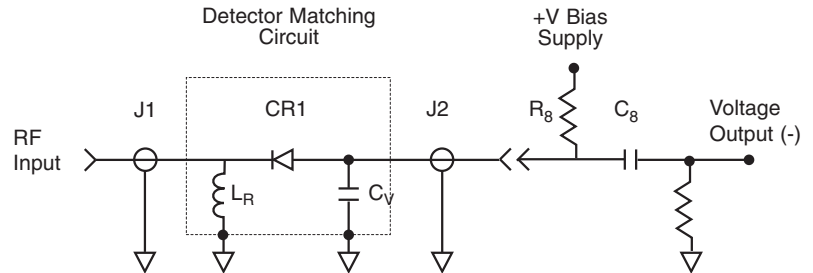 Detector Matching
Circuit
+V Bias
Supply
J1
CR1
J2
R8
C8
Voltage
Output (-)
RF
Input
LR
CV